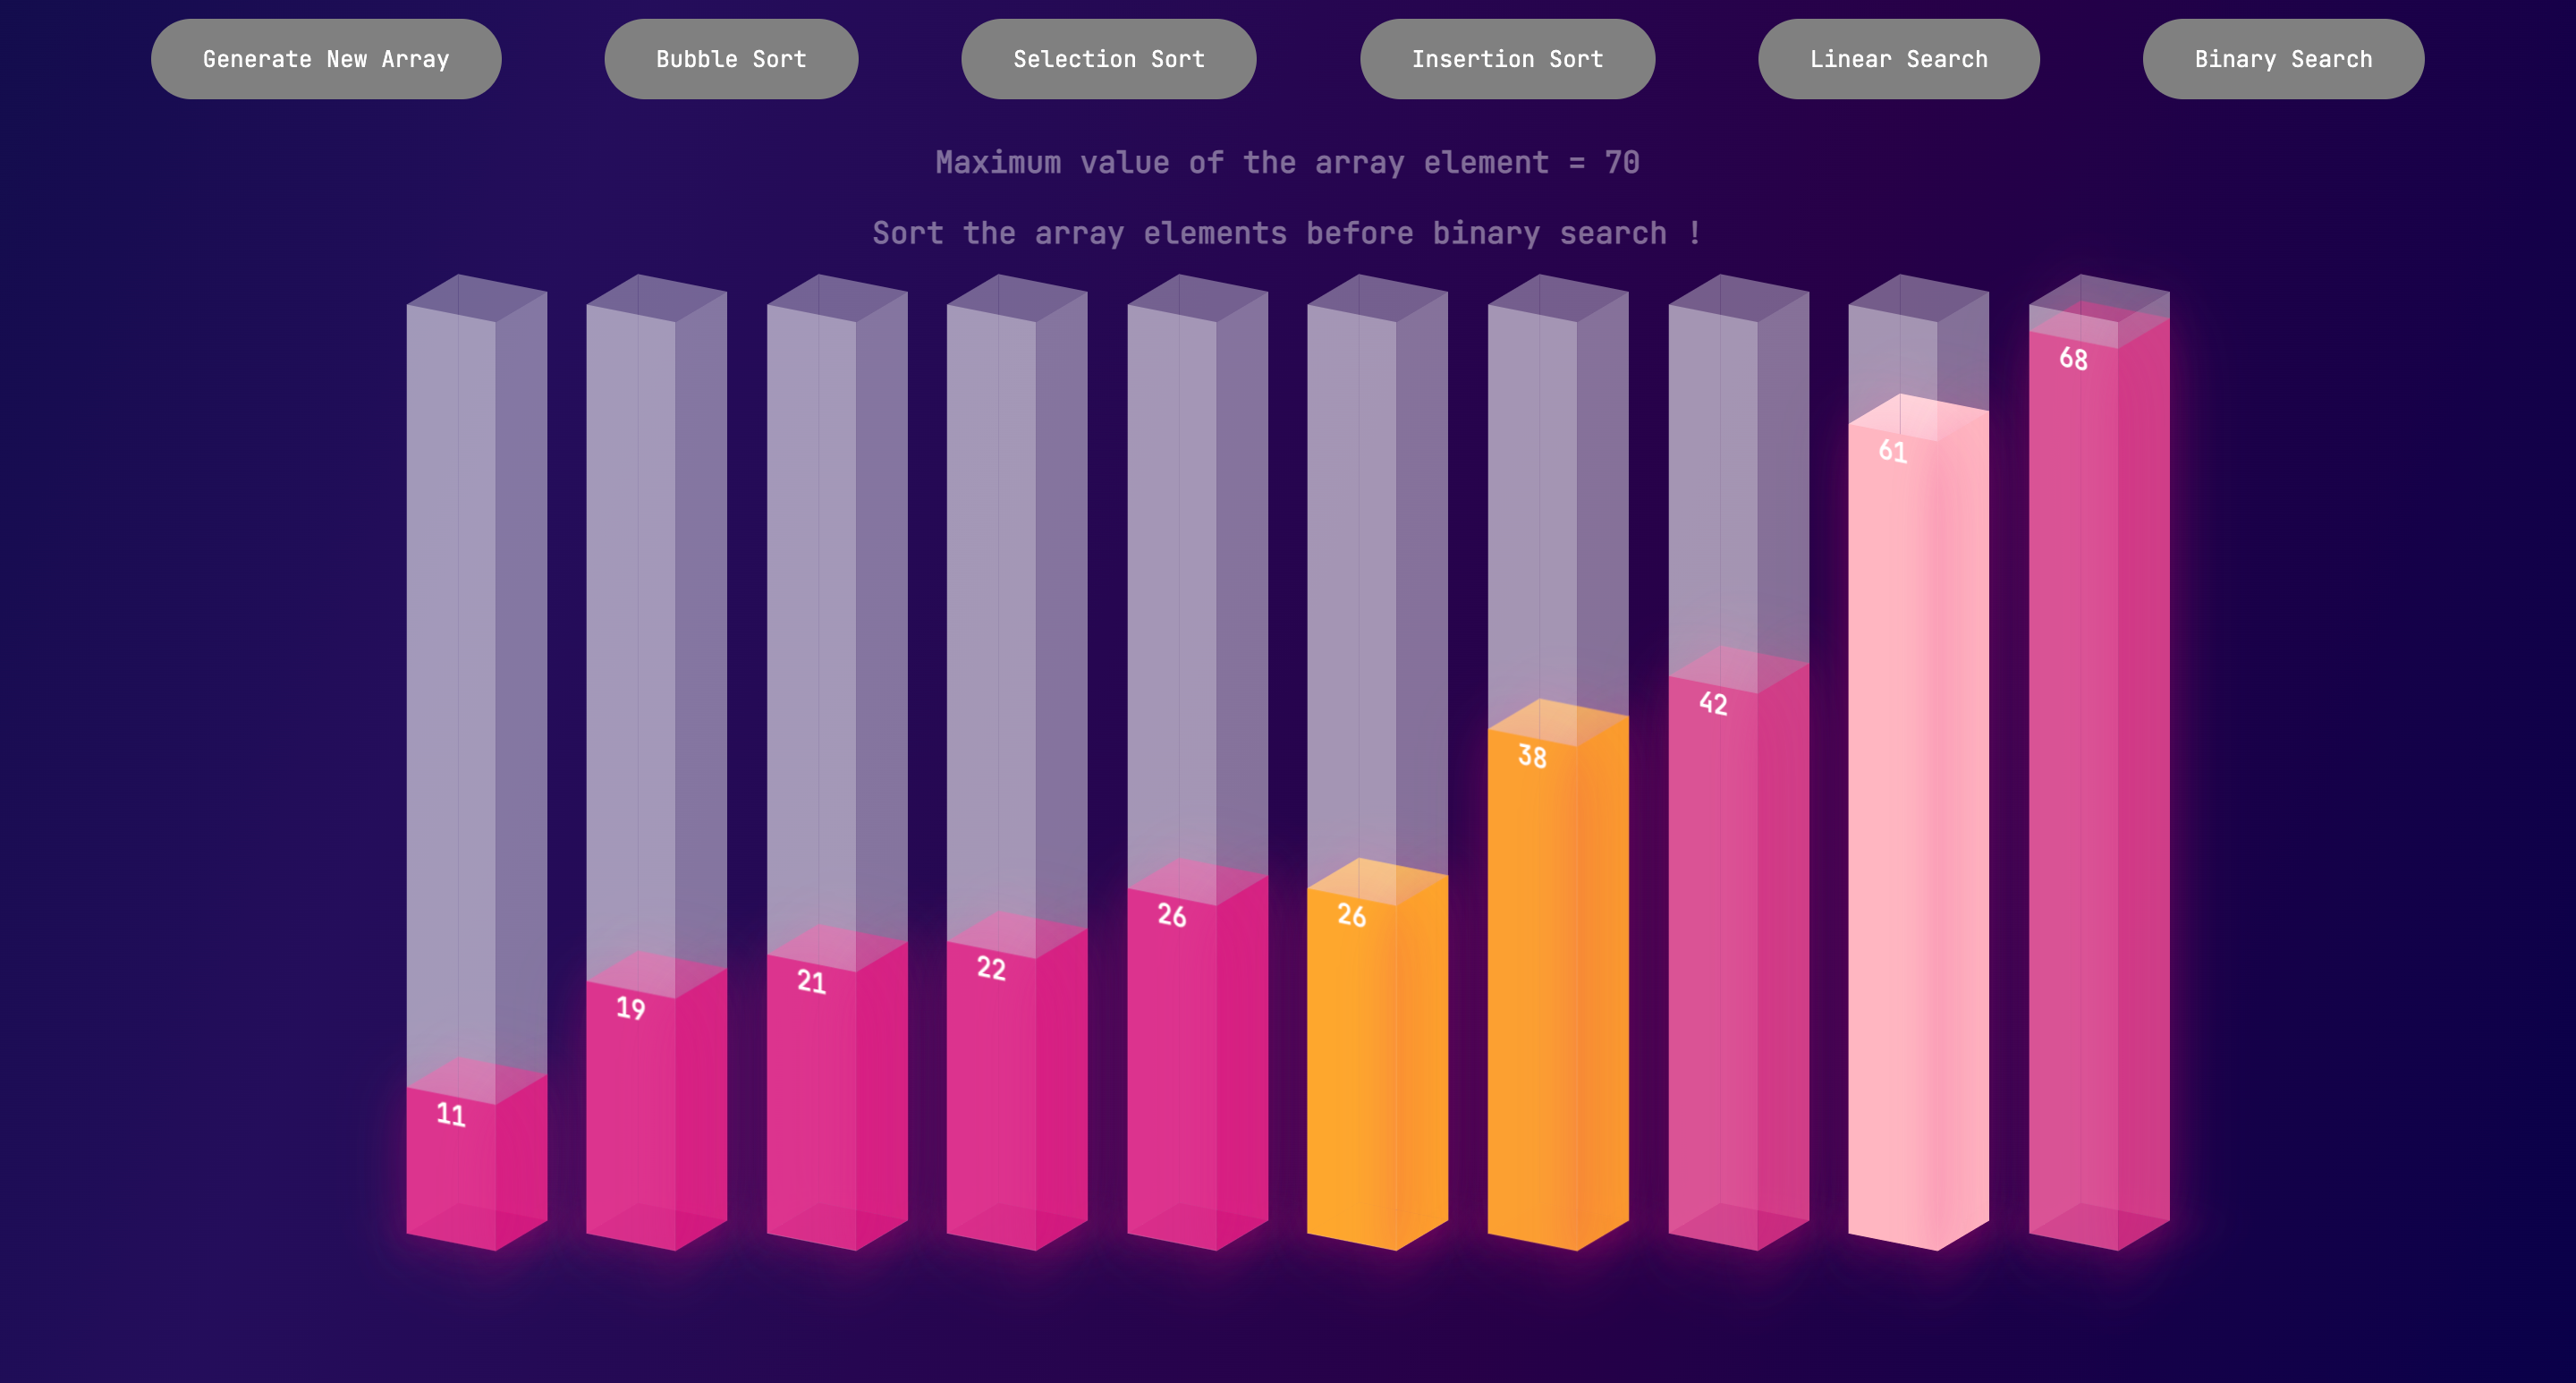 Generate New Array
Bubble Sort
Selection Sort
Insertion Sort
Linear Search
Binary Search
Maximum value of the array element = 70
Sort the array elements before binary search !
11
19
21
22
26
26
38
42
61
68